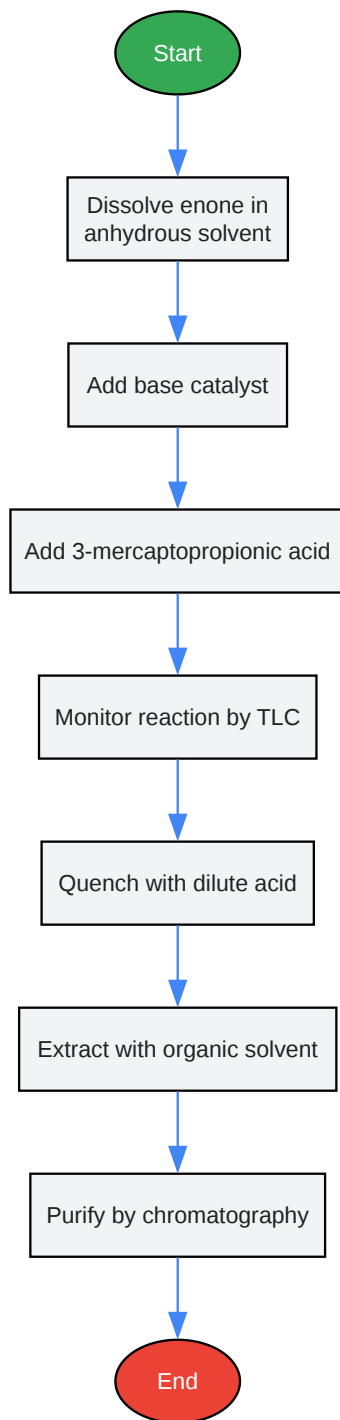 Start
Dissolve enone in
anhydrous solvent
Add base catalyst
Add 3-mercaptopropionic acid
Monitor reaction by TLC
Quench with dilute acid
Extract with organic solvent
Purify by chromatography
End